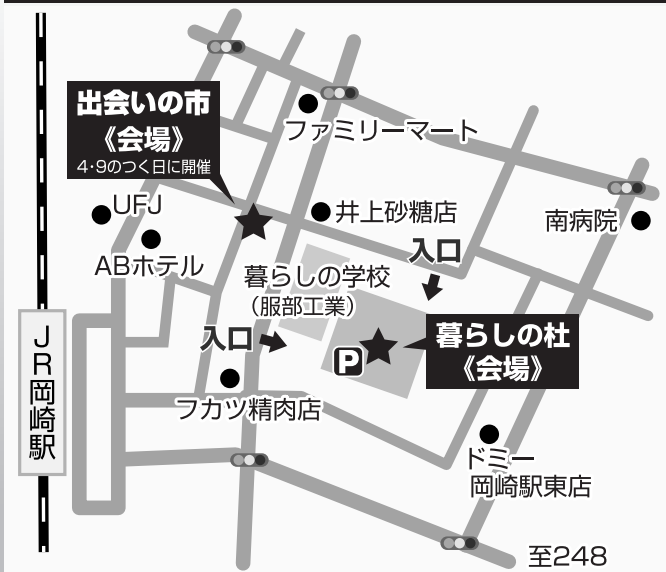 出会いの市
《会場》
4・9のつく日に開催
ファミリーマート
UFJ
井上砂糖店
南病院
ABホテル
入口
暮らしの学校
(服部工業)
入口
暮らしの杜
《会場》
P
JR岡崎駅
フカツ精肉店
ドミー
岡崎駅東店
至248